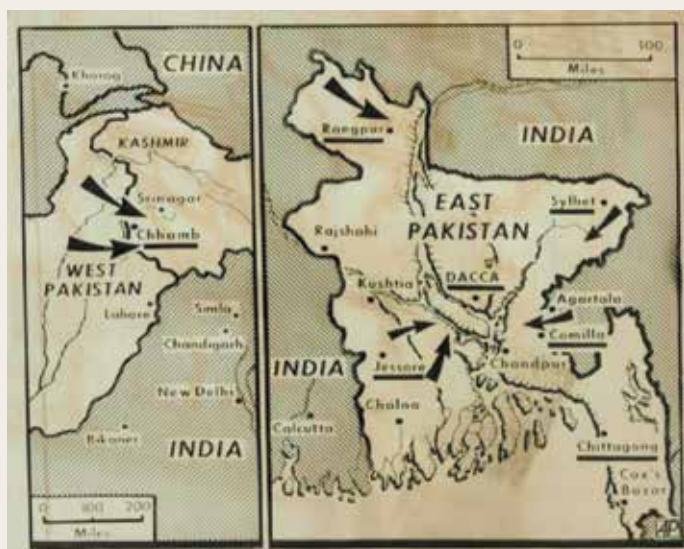 CHINA
Khorog
KASHMIR
Srinagar
Chhamb
WEST
PAKISTAN
Lahore
Simla
Chandigarh
New Delhi
Bikaner
INDIA
0 100 200
Miles
0 500
Miles
Rangpur
INDIA
EAST
PAKISTAN
Sylhet
Rajshahi
Kushtia
DACCA
Agartala
Comilla
Chandpur
Jessore
INDIA
Calcutta
Chalna
Chittagong
Cox's
Bazar
AP